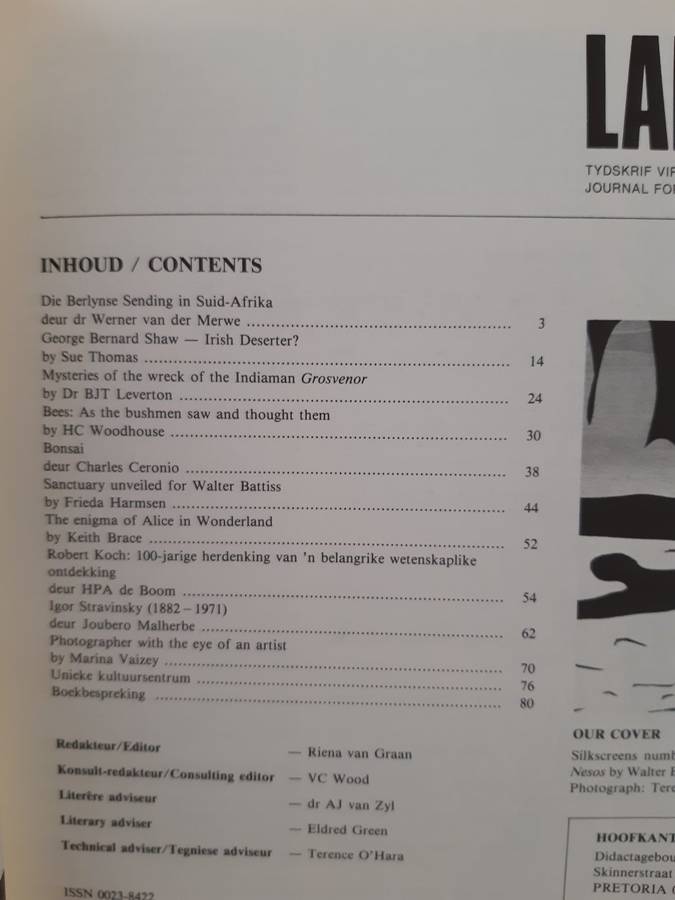 TYDSKRIF
JOURNAL
INHOUD / CONTENTS
Die Berlynse Sending in Suid-Afrika
deur dr Werner van der Merwe ........ 3
George Bernard Shaw — Irish Deserter?
by Sue Thomas ........ 14
Mysteries of the wreck of the Indiaman Grosvenor
by Dr BJT Leverton ........ 24
Bees: As the bushmen saw and thought them
by HC Woodhouse ........ 30
Bonsai
deur Charles Ceronio ........ 38
Sanctuary unveiled for Walter Battiss
by Frieda Harmsen ........ 44
The enigma of Alice in Wonderland
by Keith Brace ........ 52
Robert Koch: 100-jarige herdenking van 'n belangrike wetenskaplike
ontdekking
deur HPA de Boom ........ 54
Igor Stravinsky (1882 – 1971)
deur Joubero Malherbe ........ 62
Photographer with the eye of an artist
by Marina Vaizey ........ 70
Unieke kultuursentrum ........ 76
Boekbespreking ........ 80
Redakteur/Editor — Riena van Graan
Konsult-redakteur/Consulting editor — VC Wood
Literêre adviseur — dr AJ van Zyl
Literary adviser — Eldred Green
Technical adviser/Tegniese adviseur — Terence O'Hara
ISSN 0023-8422
OUR COVER
Silkscreens
Nesos by Walter
Photograph:
Skinnerstraat
PRETORIA